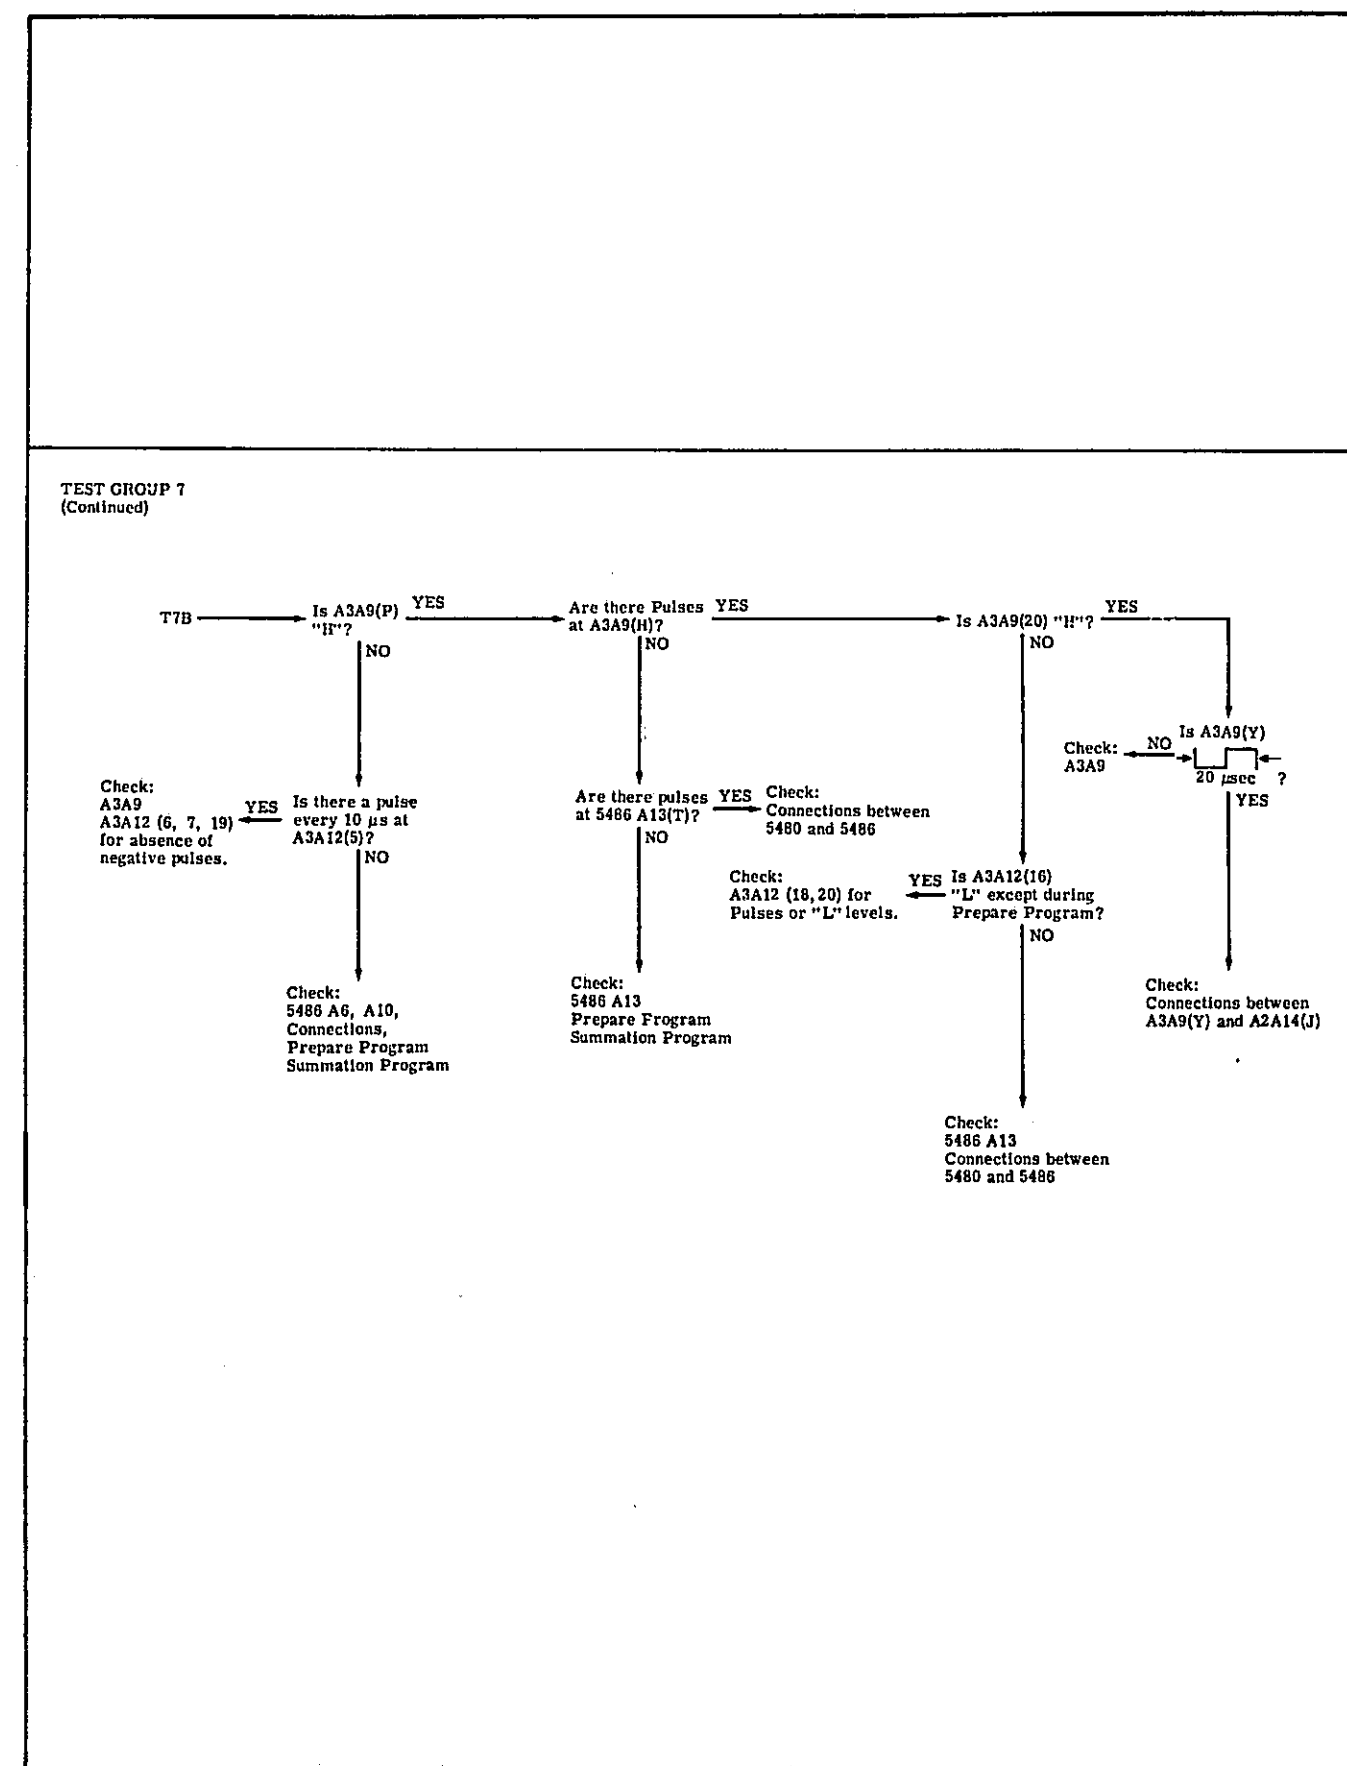 TEST GROUP 7
(Continued)
T7B
Is A3A9(P)
"H"?
YES
NO
Are there Pulses
at A3A9(H)?
YES
NO
Is A3A9(20) "H"?
YES
NO
Is A3A9(Y)
20 μsec ?
NO
YES
Check:
A3A9
Check:
A3A9
A3A12 (6, 7, 19)
for absence of
negative pulses.
YES
Is there a pulse
every 10 μs at
A3A12(5)?
NO
Are there pulses
at 5486 A13(T)?
YES
NO
Check:
Connections between
5480 and 5486
Check:
A3A12 (18, 20) for
Pulses or "L" levels.
YES
Is A3A12(16)
"L" except during
Prepare Program?
NO
Check:
5486 A6, A10,
Connections,
Prepare Program
Summation Program
Check:
5486 A13
Prepare Frogram
Summation Program
Check:
Connections between
A3A9(Y) and A2A14(J)
Check:
5486 A13
Connections between
5480 and 5486